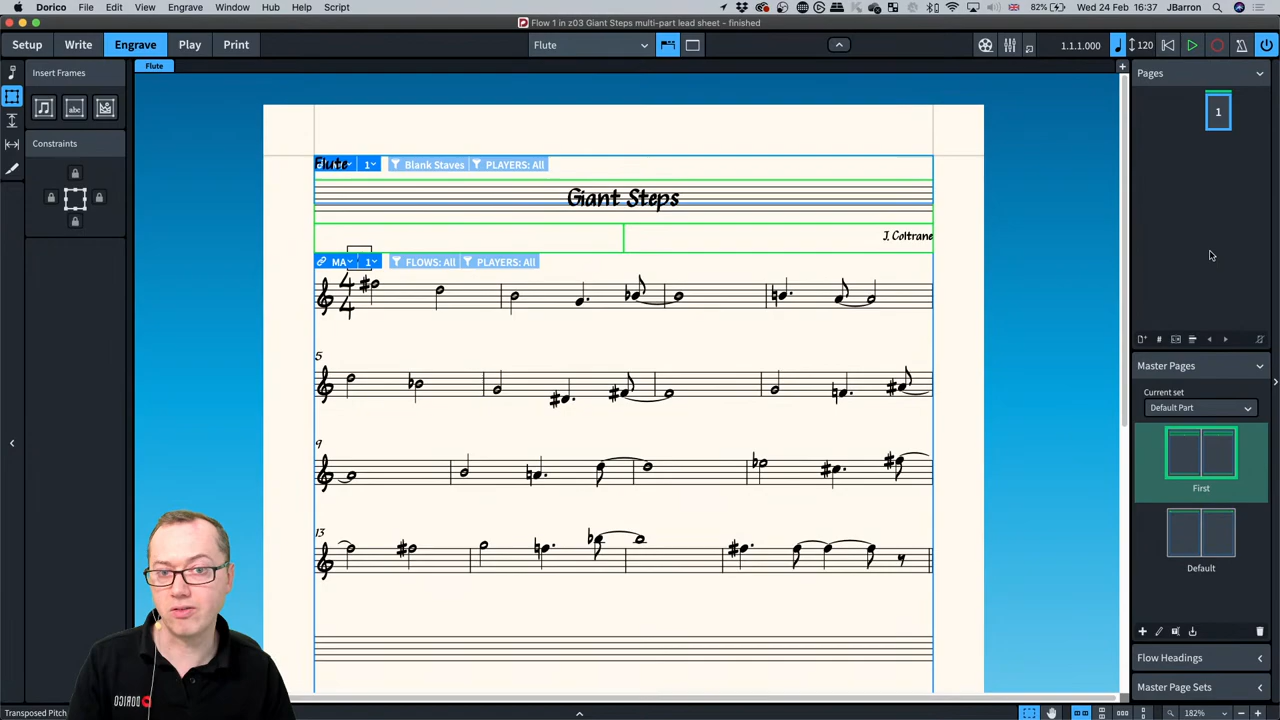 Dorico File Edit View Engrave Window Hub Help Script 82% Wed 24 Feb 16:37 JBarron
Flow 1 in z03 Giant Steps multi-part lead sheet - finished
Setup Write Engrave Play Print Flute 1.1.1.000 120
Flute
Insert Frames
abc
Constraints
Pages
1
Flute 1 Blank Staves PLAYERS: All
Giant Steps
J. Coltrane
MA 1 FLOWS: All PLAYERS: All
4
4
5
9
13
Master Pages
Current set
Default Part
First
Default
Flow Headings
Master Page Sets
DORICO
Transposed Pitch 182%